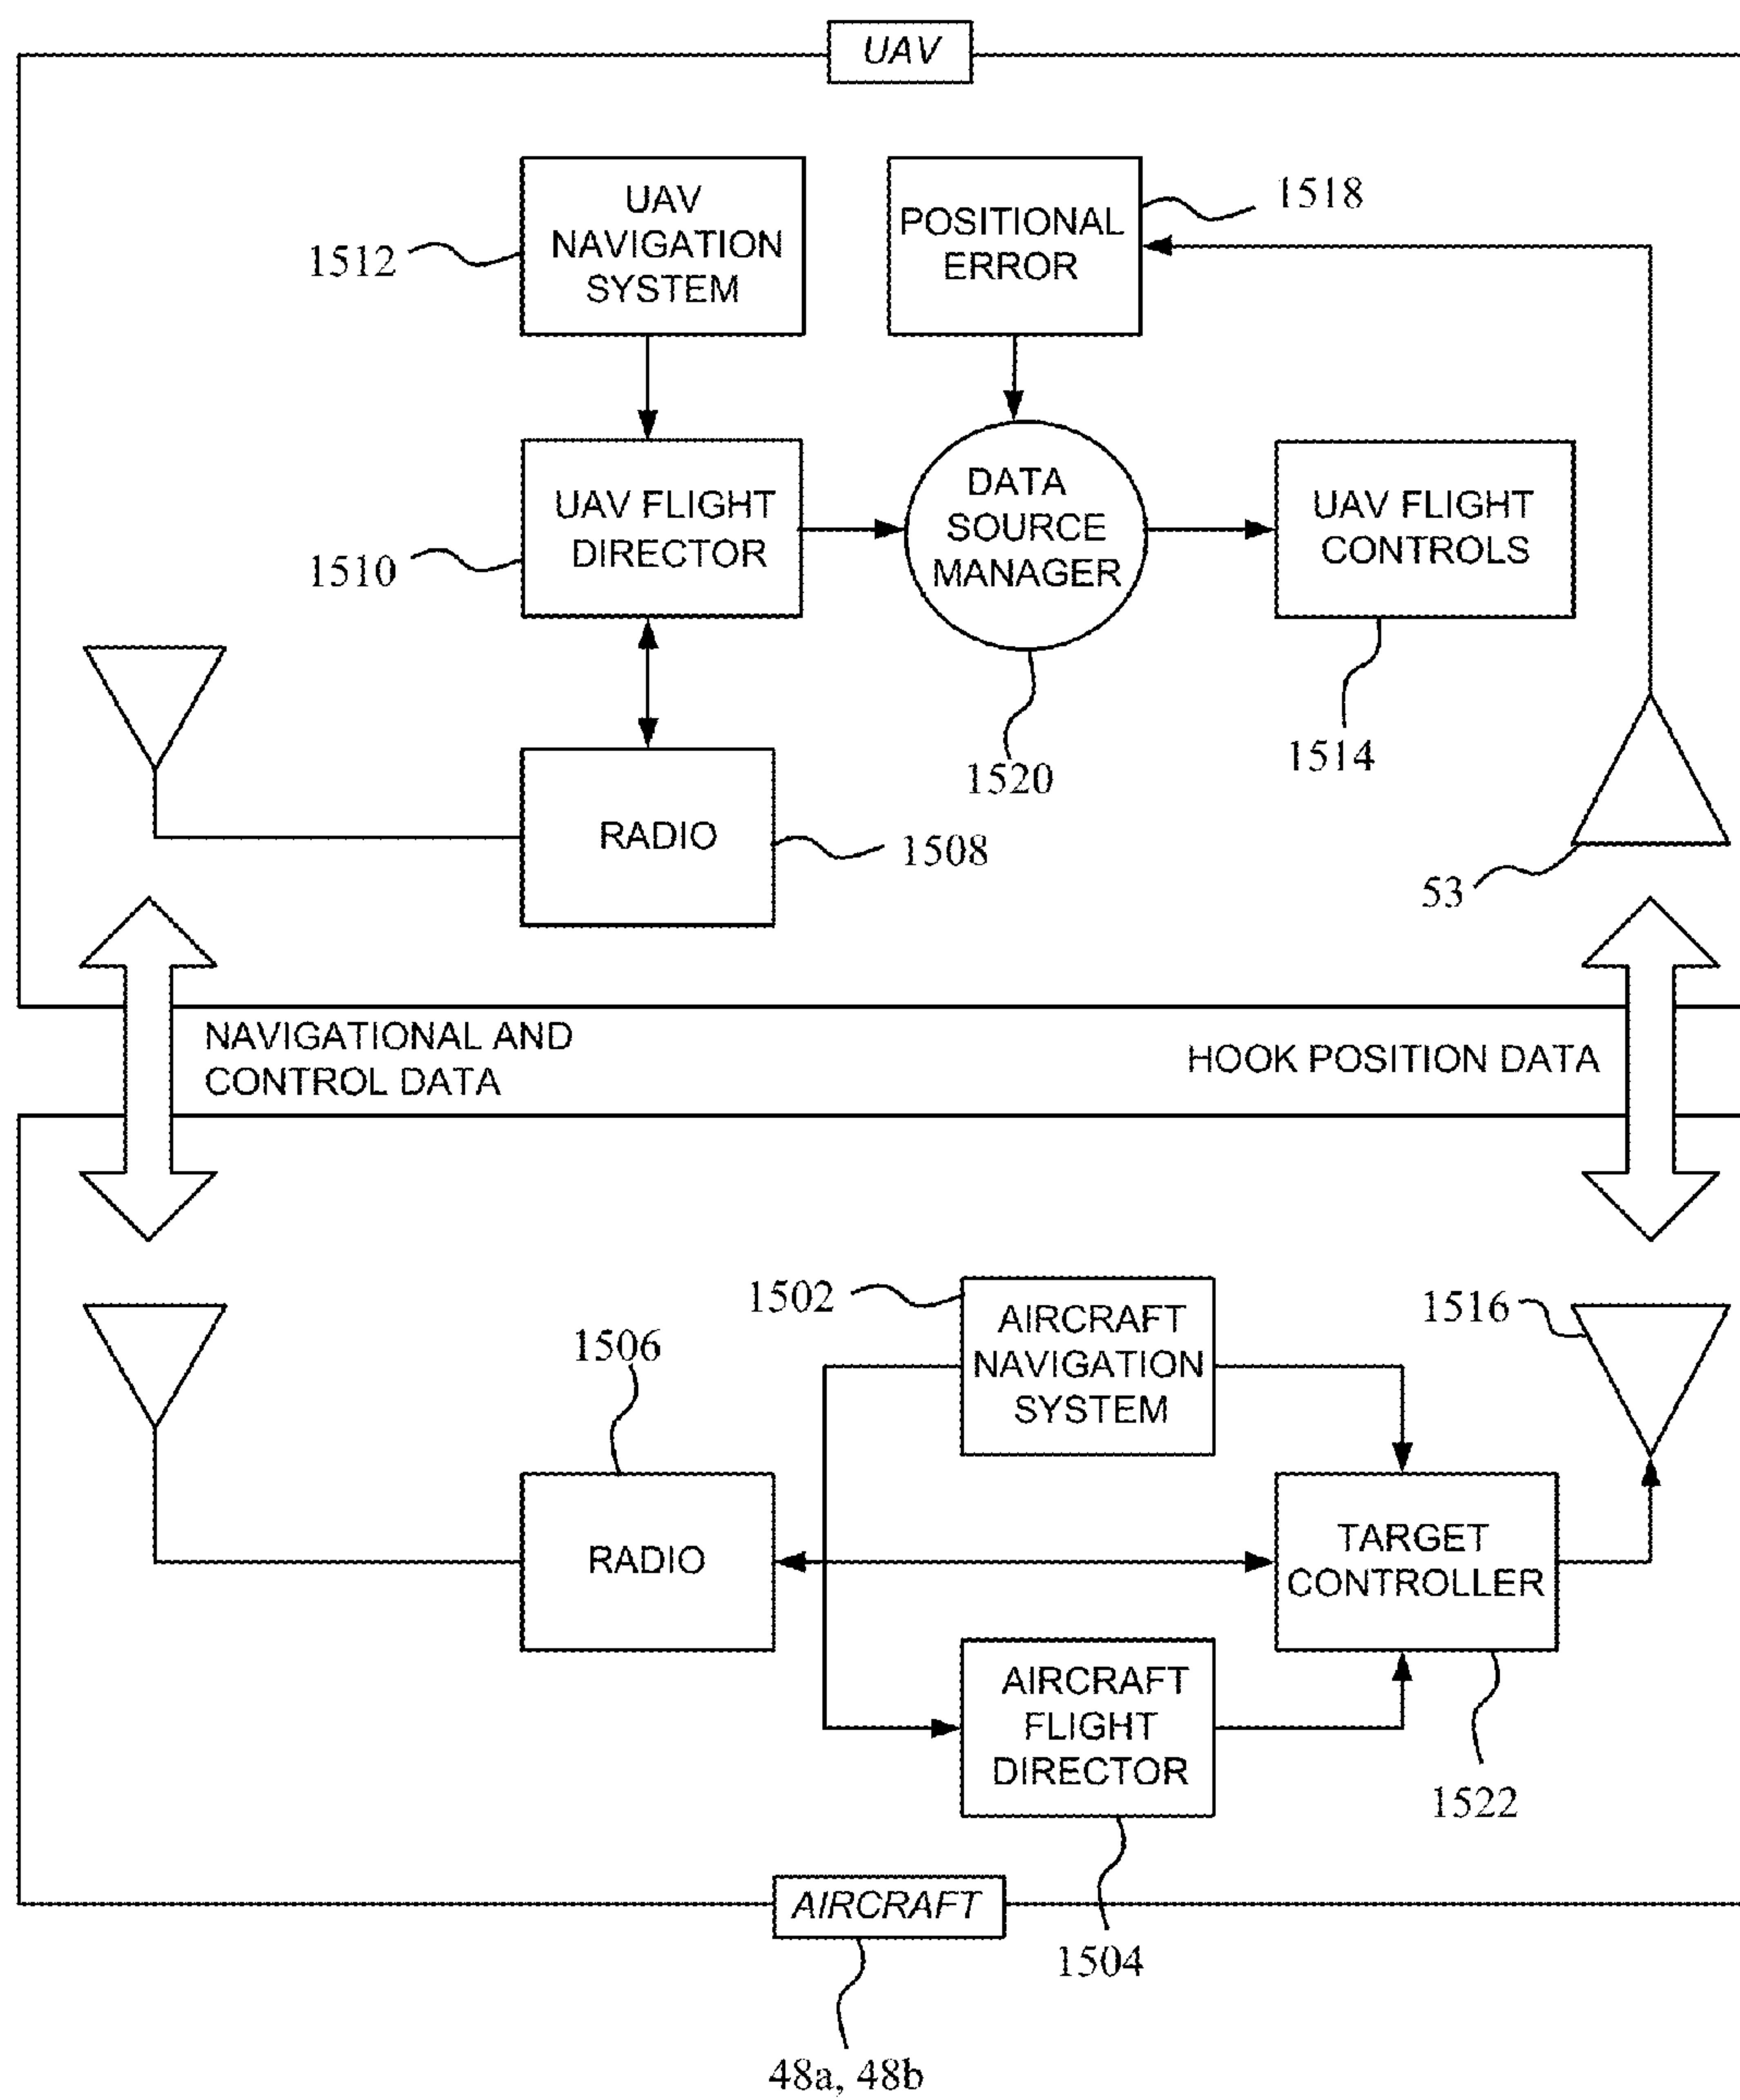 UAV
UAV
NAVIGATION
SYSTEM
1512
POSITIONAL
ERROR
1518
UAV FLIGHT
DIRECTOR
1510
DATA
SOURCE
MANAGER
1520
UAV FLIGHT
CONTROLS
1514
RADIO
1508
53
NAVIGATIONAL AND
CONTROL DATA
HOOK POSITION DATA
1502
AIRCRAFT
NAVIGATION
SYSTEM
1516
1506
RADIO
TARGET
CONTROLLER
1522
AIRCRAFT
FLIGHT
DIRECTOR
1504
AIRCRAFT
48a, 48b